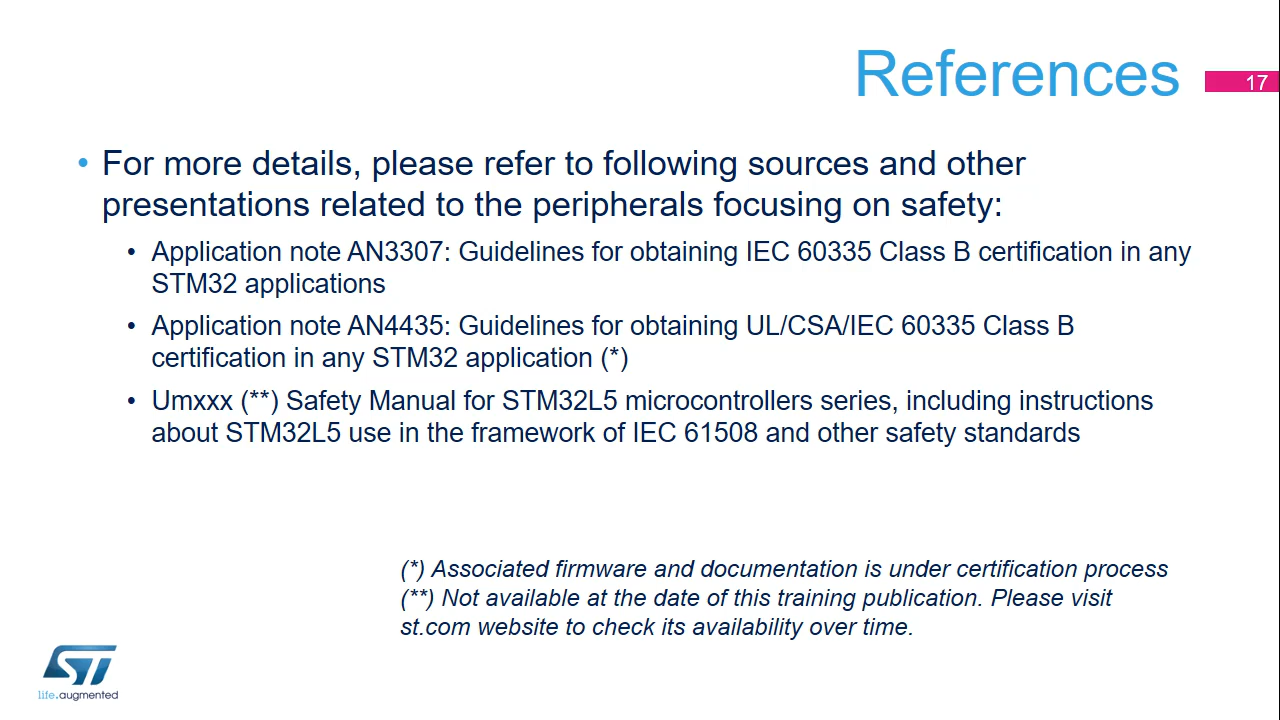 References
17
• For more details, please refer to following sources and other
presentations related to the peripherals focusing on safety:
• Application note AN3307: Guidelines for obtaining IEC 60335 Class B certification in any
STM32 applications
• Application note AN4435: Guidelines for obtaining UL/CSA/IEC 60335 Class B
certification in any STM32 application (*)
• Umxxx (**) Safety Manual for STM32L5 microcontrollers series, including instructions
about STM32L5 use in the framework of IEC 61508 and other safety standards
(*) Associated firmware and documentation is under certification process
(**) Not available at the date of this training publication. Please visit
st.com website to check its availability over time.
ST
life.augmented